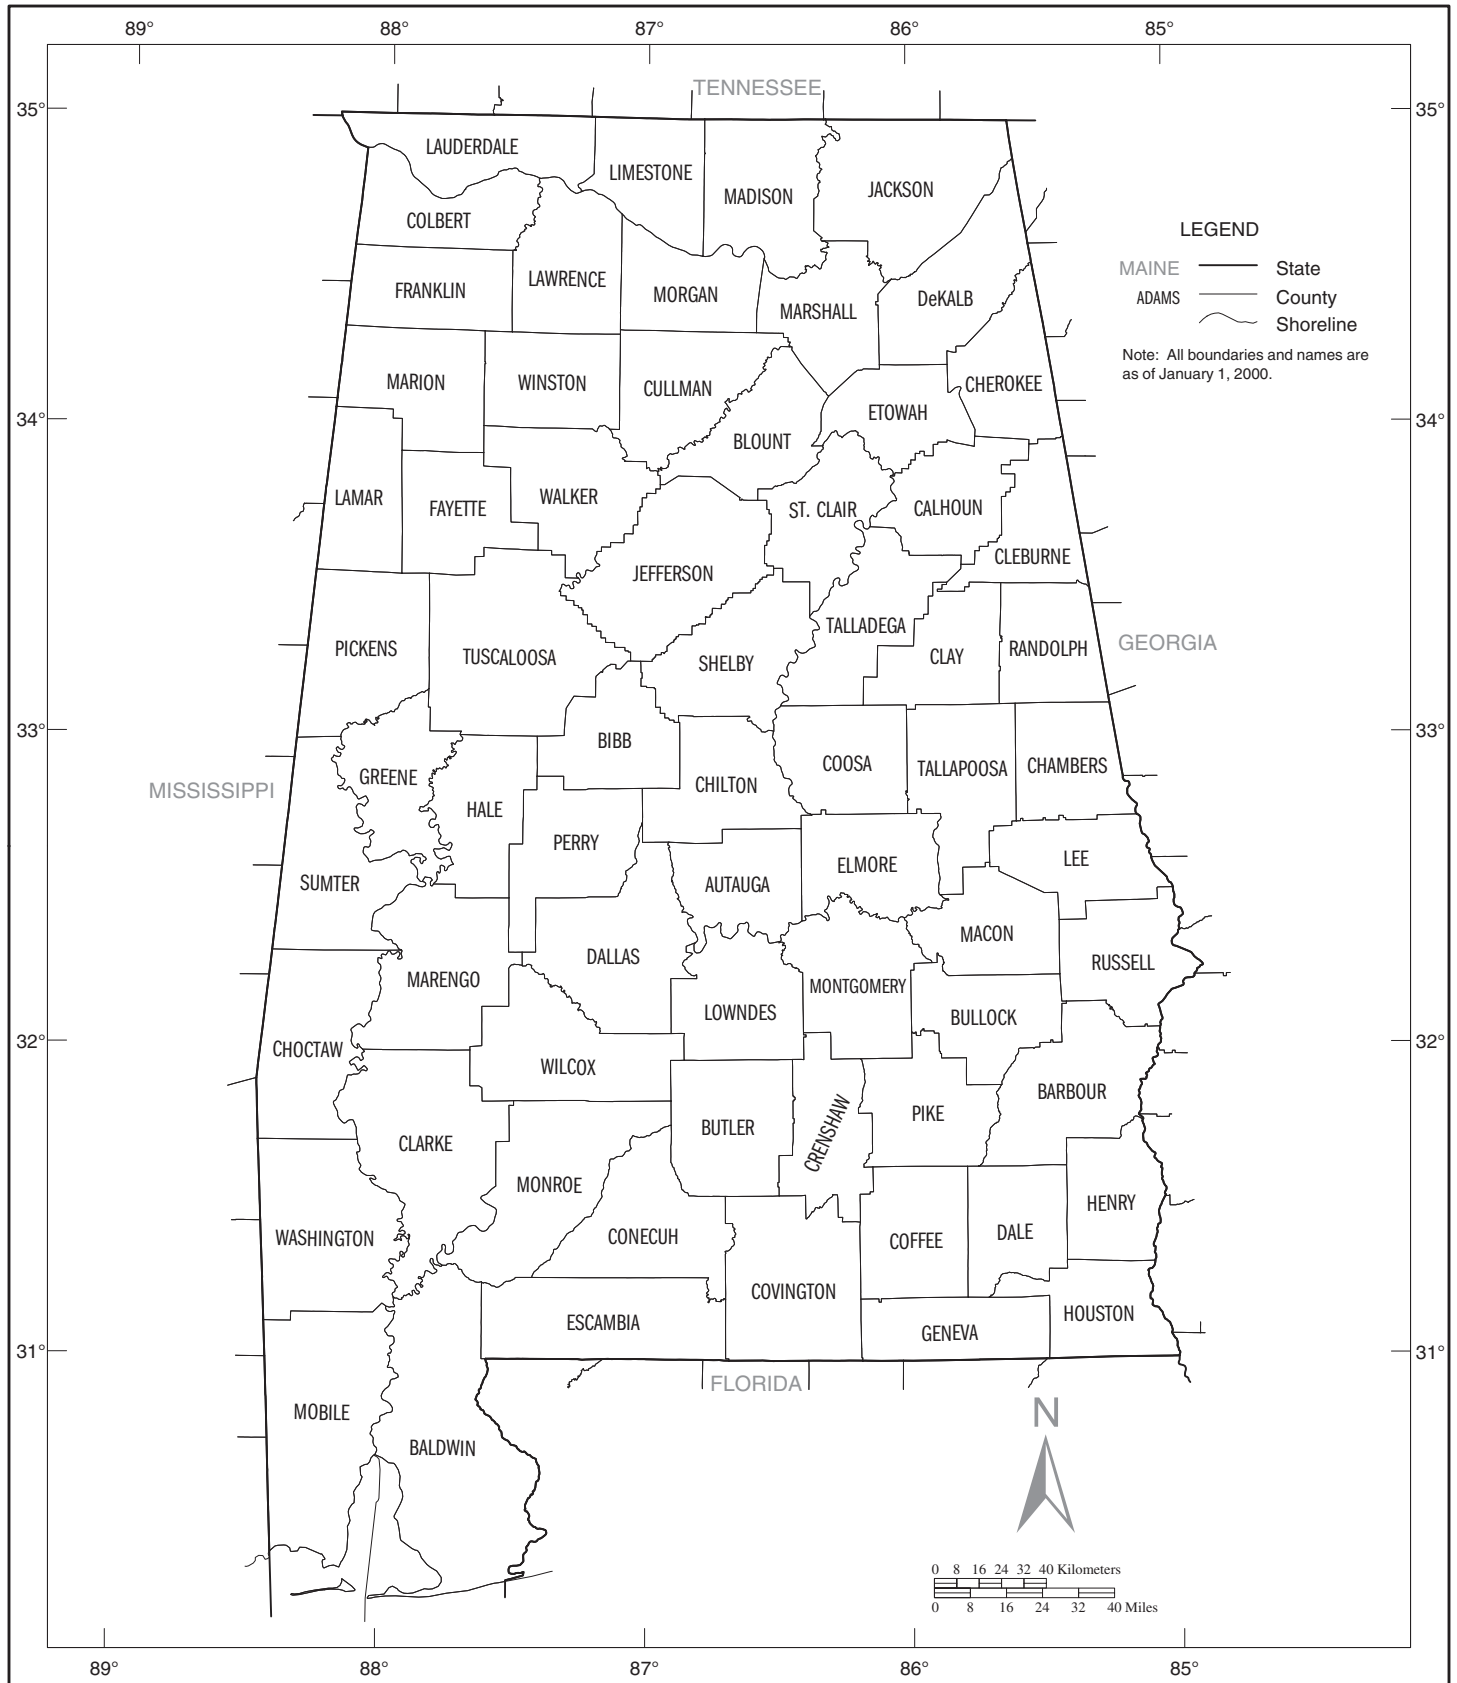 89° 88° 87° 86° 85°
TENNESSEE
35° 35°
LAUDERDALE
LIMESTONE
MADISON
JACKSON
COLBERT
LEGEND
MAINE State
ADAMS County
Shoreline
Note: All boundaries and names are
as of January 1, 2000.
FRANKLIN
LAWRENCE
MORGAN
MARSHALL
DeKALB
MARION
WINSTON
CULLMAN
CHEROKEE
ETOWAH
34° 34°
BLOUNT
LAMAR
FAYETTE
WALKER
ST. CLAIR
CALHOUN
CLEBURNE
JEFFERSON
TALLADEGA
PICKENS
TUSCALOOSA
SHELBY
CLAY
RANDOLPH
GEORGIA
33° 33°
BIBB
MISSISSIPPI
GREENE
HALE
CHILTON
COOSA
TALLAPOOSA
CHAMBERS
PERRY
SUMTER
AUTAUGA
ELMORE
LEE
MARENGO
DALLAS
MACON
RUSSELL
LOWNDES
MONTGOMERY
BULLOCK
32° 32°
CHOCTAW
WILCOX
BARBOUR
CLARKE
BUTLER
CRENSHAW
PIKE
MONROE
HENRY
WASHINGTON
CONECUH
COFFEE
DALE
COVINGTON
ESCAMBIA
GENEVA
HOUSTON
31° 31°
FLORIDA
MOBILE
BALDWIN
N
0 8 16 24 32 40 Kilometers
0 8 16 24 32 40 Miles
89° 88° 87° 86° 85°